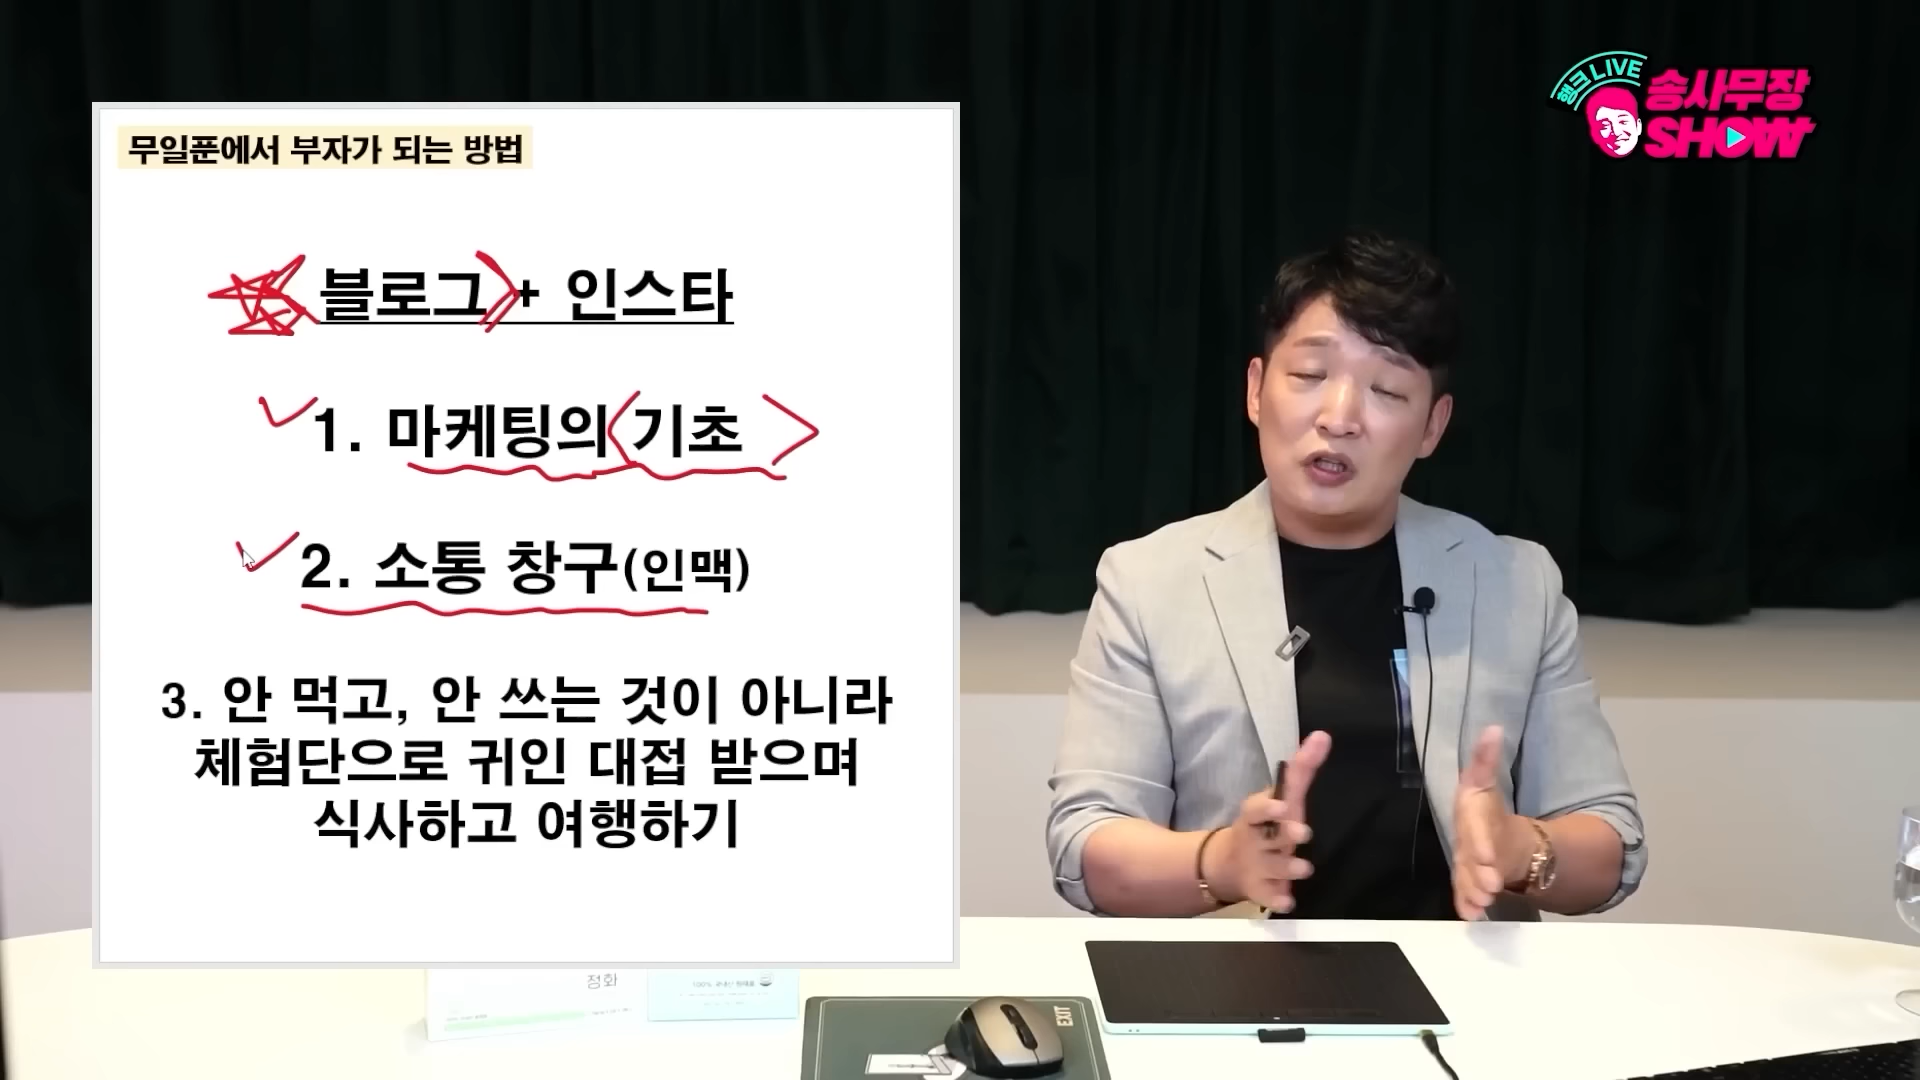 행크LIVE
송사무장
SHOW
무일푼에서 부자가 되는 방법
블로그 + 인스타
1. 마케팅의 기초
2. 소통 창구(인맥)
3. 안 먹고, 안 쓰는 것이 아니라
체험단으로 귀인 대접 받으며
식사하고 여행하기
정화
EXIT